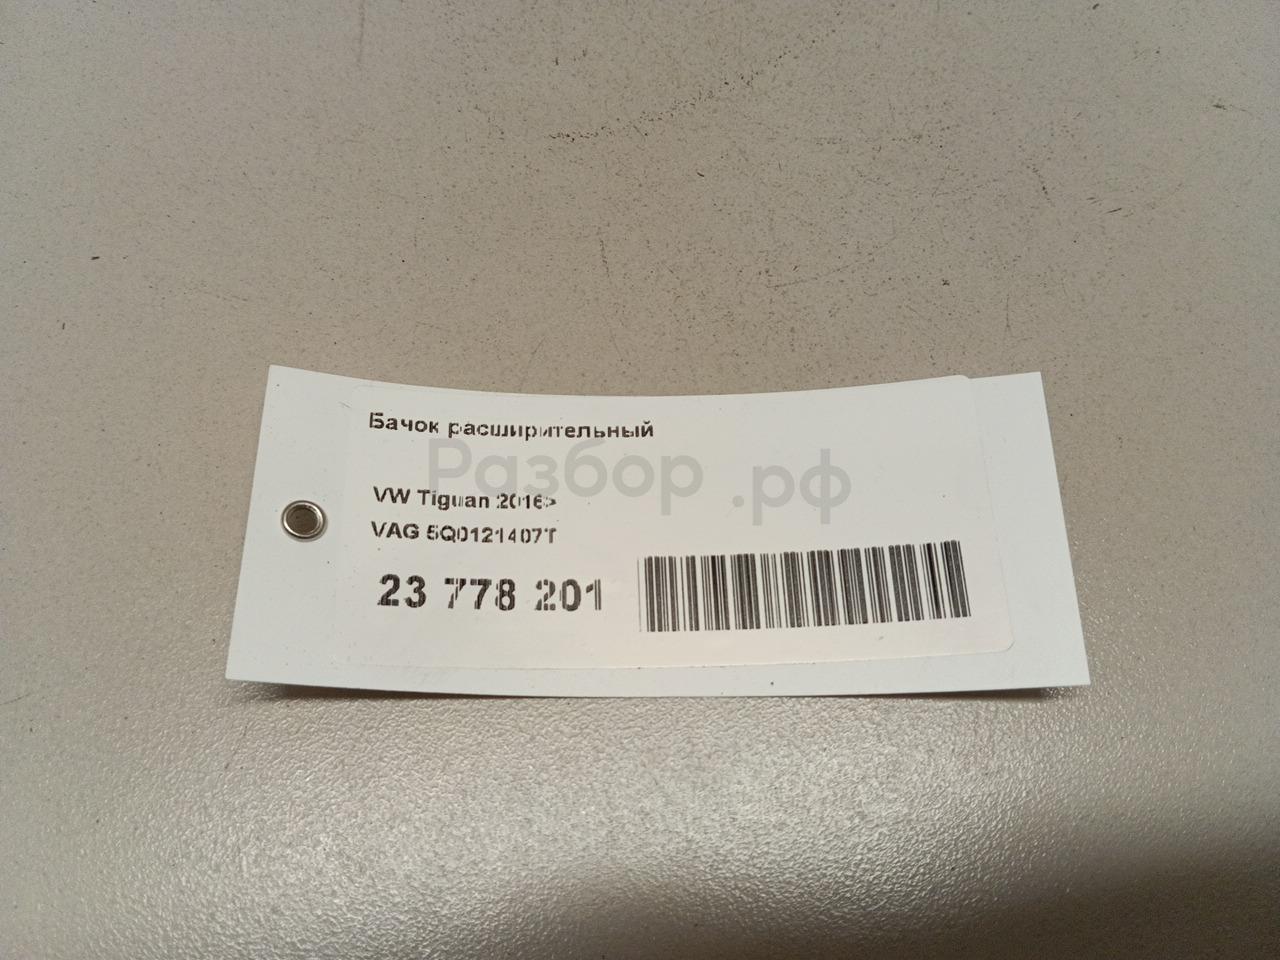 Бачок расширительный
Разбор.рф
VW Tiguan 2016>
VAG 5Q0121407T
23 778 201